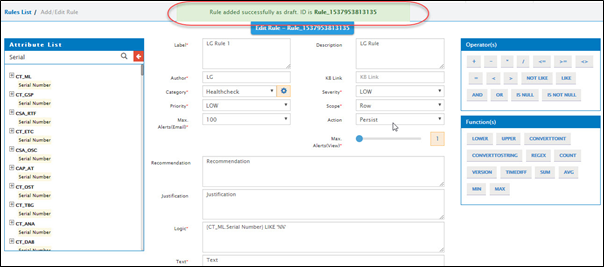 Rules List / Add/Edit Rule
Rule added successfully as draft. ID is Rule_1537953813135
Edit Rule - Rule_1537953813135
Attribute List
Serial
CT_ML
Serial Number
CT_GSP
Serial Number
CSA_RTF
Serial Number
CT_ETC
Serial Number
CSA_OSC
Serial Number
CAP_AT
Serial Number
CT_OST
Serial Number
CT_TBG
Serial Number
CT_ANA
Serial Number
CT_DAB
Serial Number
Label* LG Rule 1 Description LG Rule
Author* LG KB Link KB Link
Category* Healthcheck Severity* LOW
Priority* LOW Scope* Row
Max. Alerts(Email)* 100 Action Persist
Max. Alerts(View)* 1
Recommendation Recommendation
Justification Justification
Logic* [CT_ML.Serial Number] LIKE
Text* Text
Operator(s)
+ - * / <= >= <>
= < > NOT LIKE LIKE
AND OR IS NULL IS NOT NULL
Function(s)
LOWER UPPER CONVERTTOINT
CONVERTTOSTRING REGEX COUNT
VERSION TIMEDIFF SUM AVG
MIN MAX